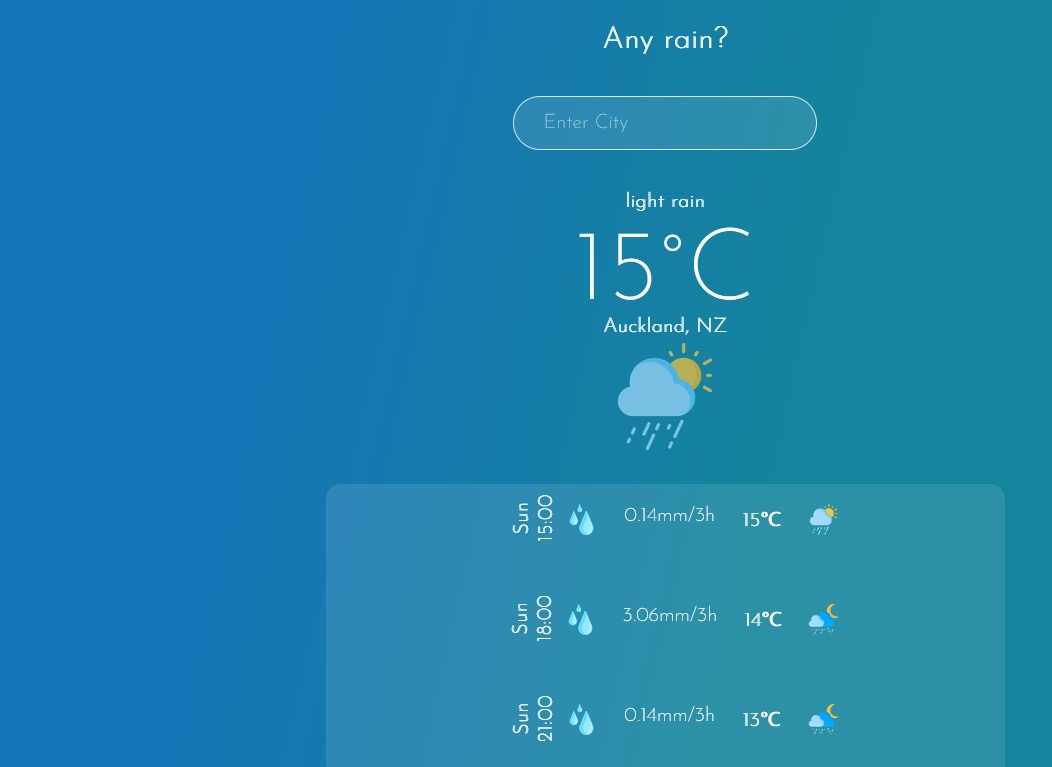 Any rain?
Enter City
light rain
15°C
Auckland, NZ
Sun 15:00 0.14mm/3h 15°C
Sun 18:00 3.06mm/3h 14°C
Sun 21:00 0.14mm/3h 13°C